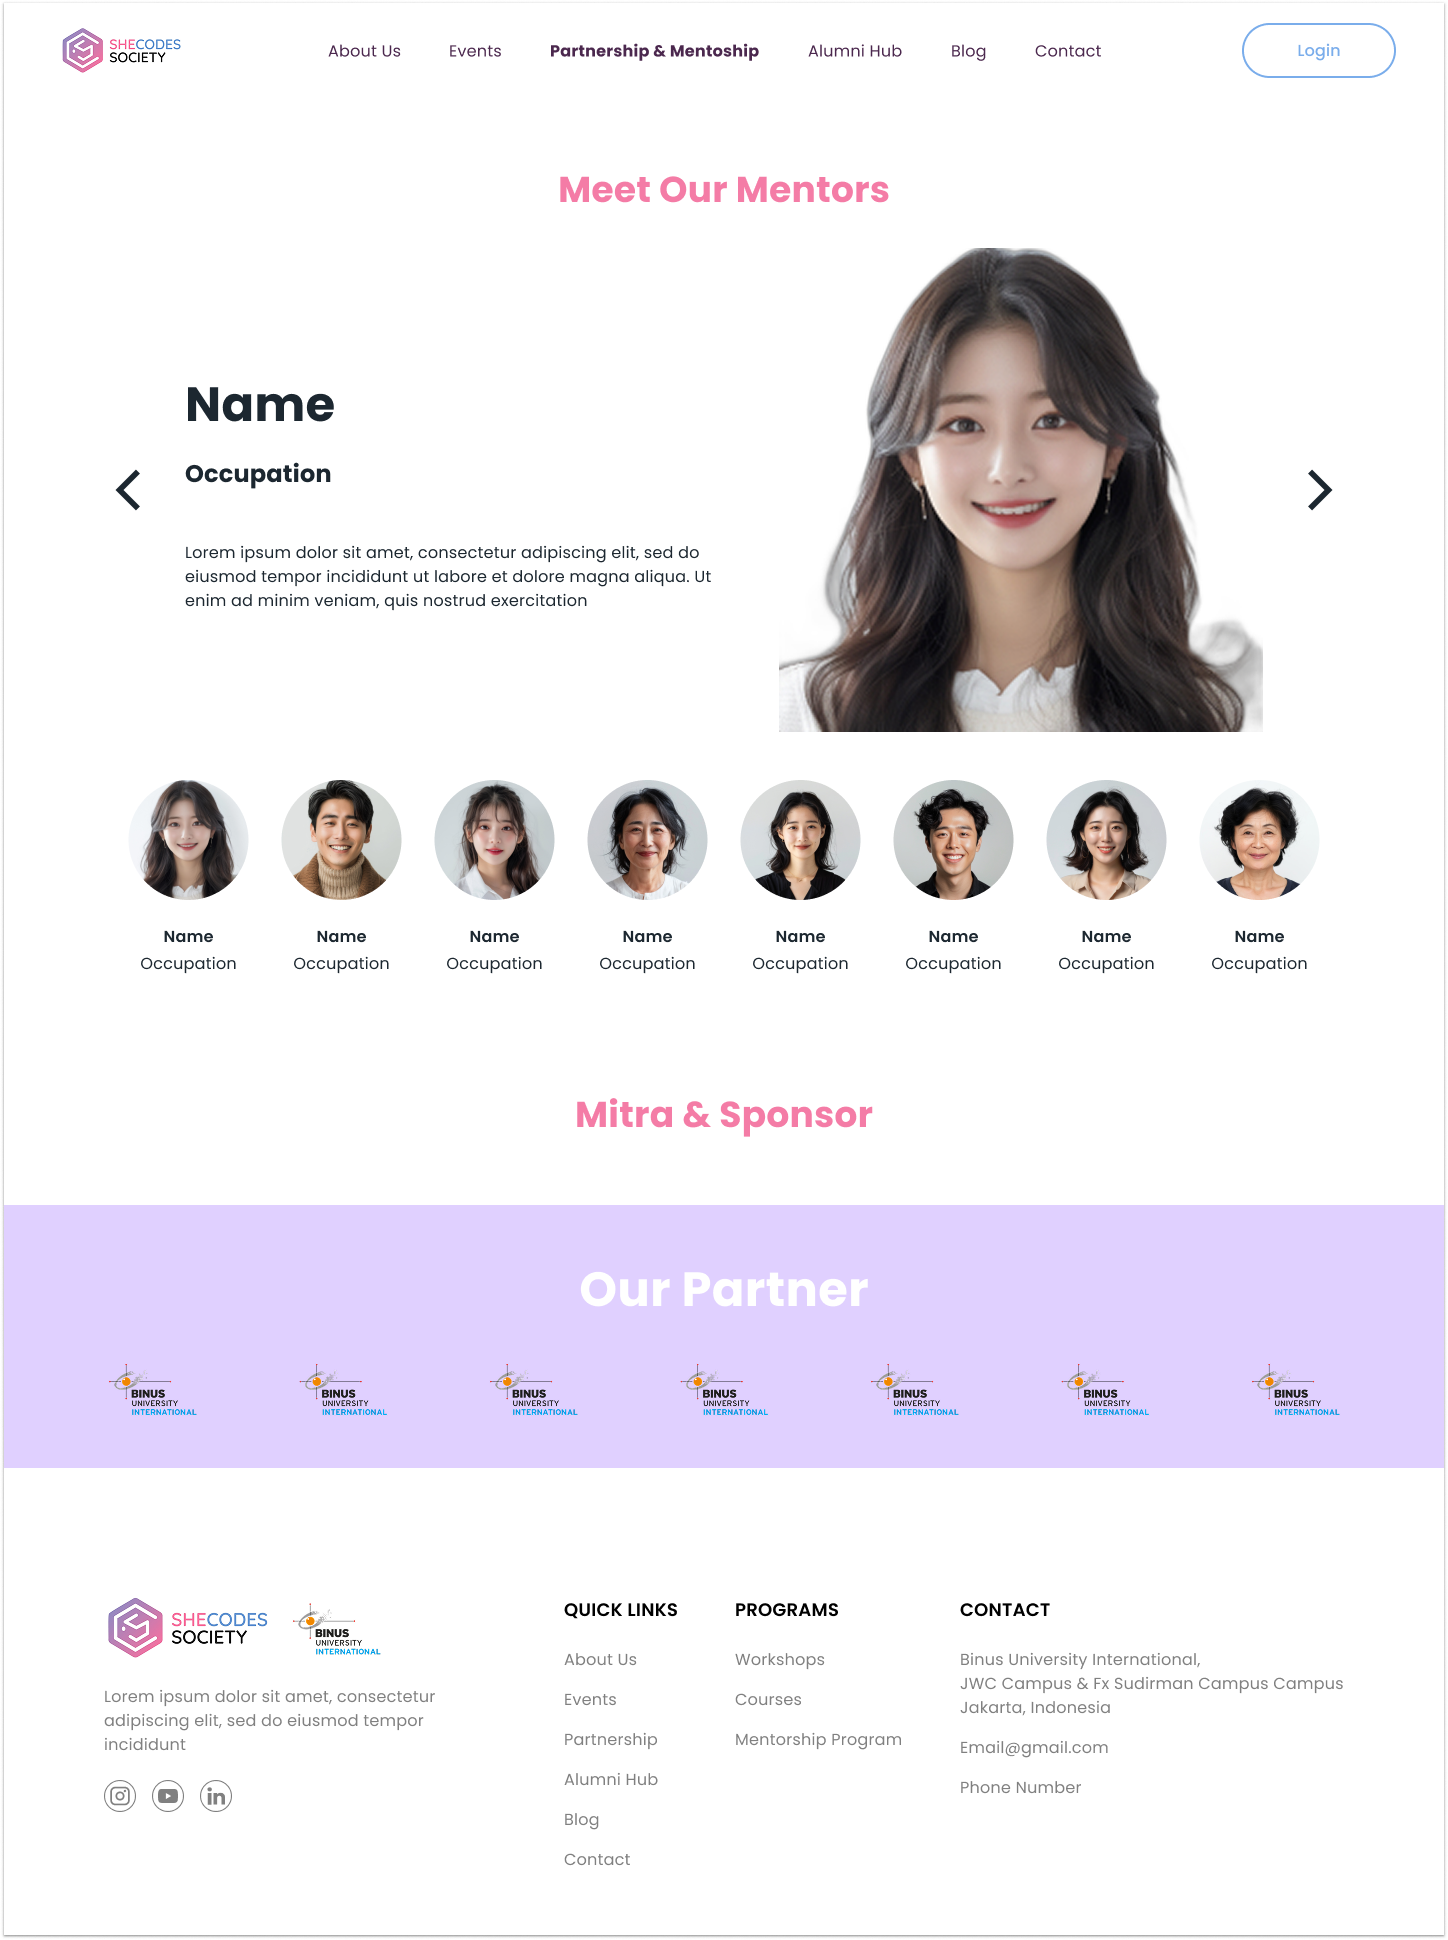 SHECODES
SOCIETY
About Us
Events
Partnership & Mentoship
Alumni Hub
Blog
Contact
Login
Meet Our Mentors
Name
Occupation
Lorem ipsum dolor sit amet, consectetur adipiscing elit, sed do
eiusmod tempor incididunt ut labore et dolore magna aliqua. Ut
enim ad minim veniam, quis nostrud exercitation
Name
Occupation
Name
Occupation
Name
Occupation
Name
Occupation
Name
Occupation
Name
Occupation
Name
Occupation
Name
Occupation
Mitra & Sponsor
Our Partner
BINUS
UNIVERSITY
INTERNATIONAL
BINUS
UNIVERSITY
INTERNATIONAL
BINUS
UNIVERSITY
INTERNATIONAL
BINUS
UNIVERSITY
INTERNATIONAL
BINUS
UNIVERSITY
INTERNATIONAL
BINUS
UNIVERSITY
INTERNATIONAL
BINUS
UNIVERSITY
INTERNATIONAL
SHECODES
SOCIETY
BINUS
UNIVERSITY
INTERNATIONAL
Lorem ipsum dolor sit amet, consectetur
adipiscing elit, sed do eiusmod tempor
incididunt
QUICK LINKS
About Us
Events
Partnership
Alumni Hub
Blog
Contact
PROGRAMS
Workshops
Courses
Mentorship Program
CONTACT
Binus University International,
JWC Campus & Fx Sudirman Campus Campus
Jakarta, Indonesia
Email@gmail.com
Phone Number